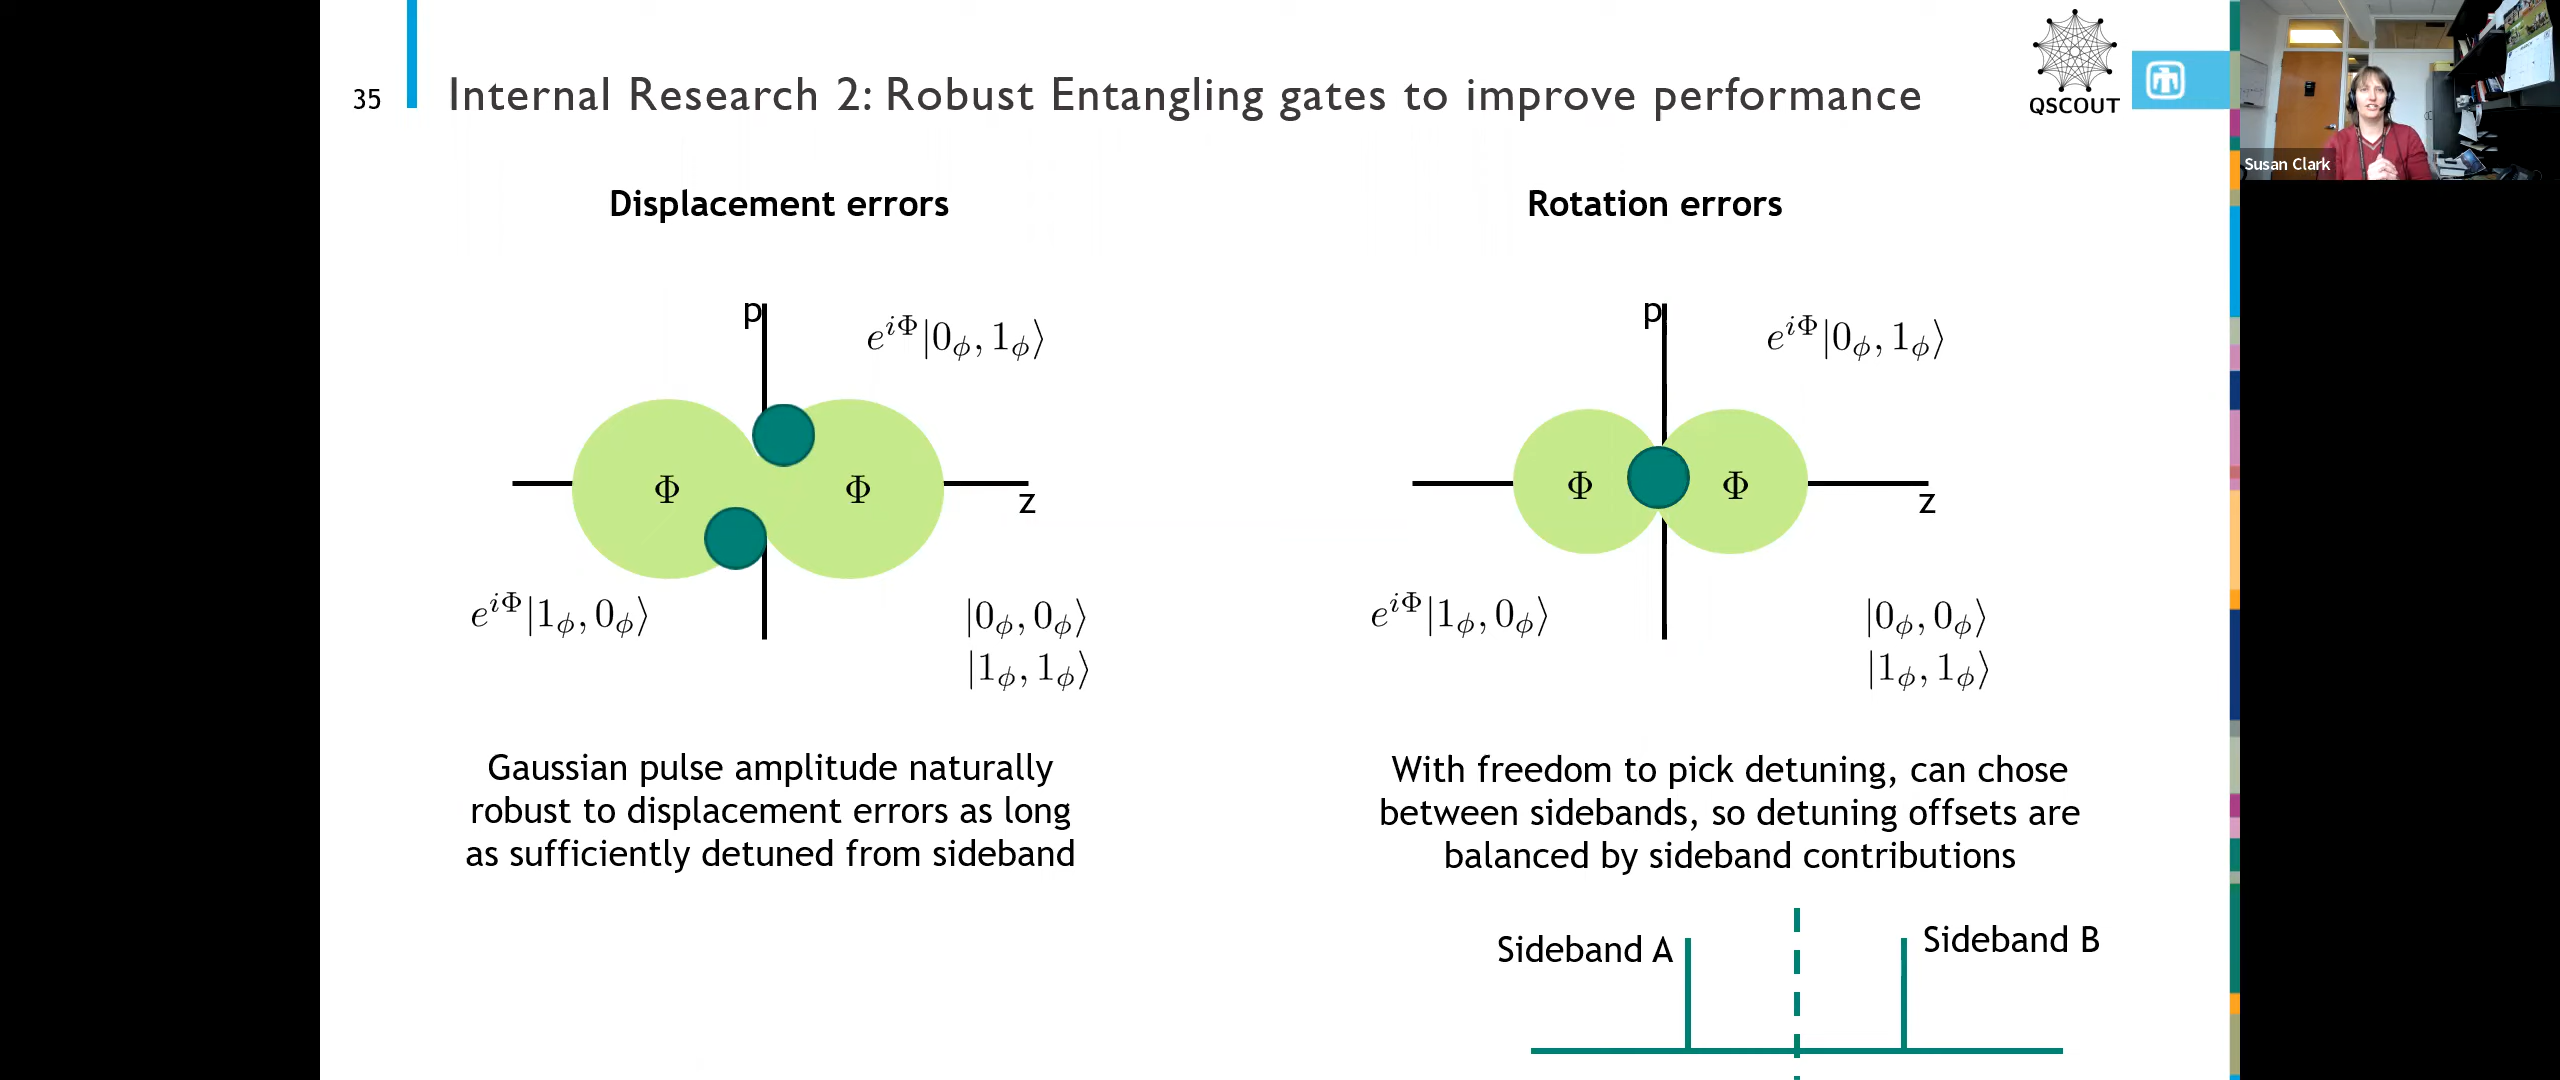 35
Internal Research 2: Robust Entangling gates to improve performance
QSCOUT
Susan Clark
Displacement errors
p
e^{iΦ}|0_ϕ, 1_ϕ⟩
Φ Φ
z
e^{iΦ}|1_ϕ, 0_ϕ⟩
|0_ϕ, 0_ϕ⟩
|1_ϕ, 1_ϕ⟩
Gaussian pulse amplitude naturally
robust to displacement errors as long
as sufficiently detuned from sideband
Rotation errors
p
e^{iΦ}|0_ϕ, 1_ϕ⟩
Φ Φ
z
e^{iΦ}|1_ϕ, 0_ϕ⟩
|0_ϕ, 0_ϕ⟩
|1_ϕ, 1_ϕ⟩
With freedom to pick detuning, can chose
between sidebands, so detuning offsets are
balanced by sideband contributions
Sideband A
Sideband B